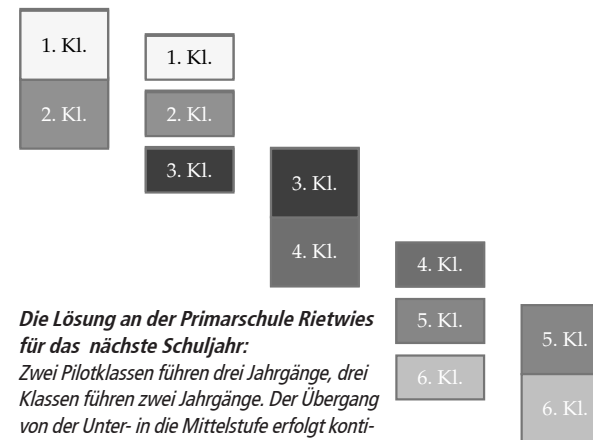 1. Kl.
2. Kl.
1. Kl.
2. Kl.
3. Kl.
3. Kl.
4. Kl.
4. Kl.
5. Kl.
6. Kl.
5. Kl.
6. Kl.
Die Lösung an der Primarschule Rietwies
für das nächste Schuljahr:
Zwei Pilotklassen führen drei Jahrgänge, drei
Klassen führen zwei Jahrgänge. Der Übergang
von der Unter- in die Mittelstufe erfolgt konti-